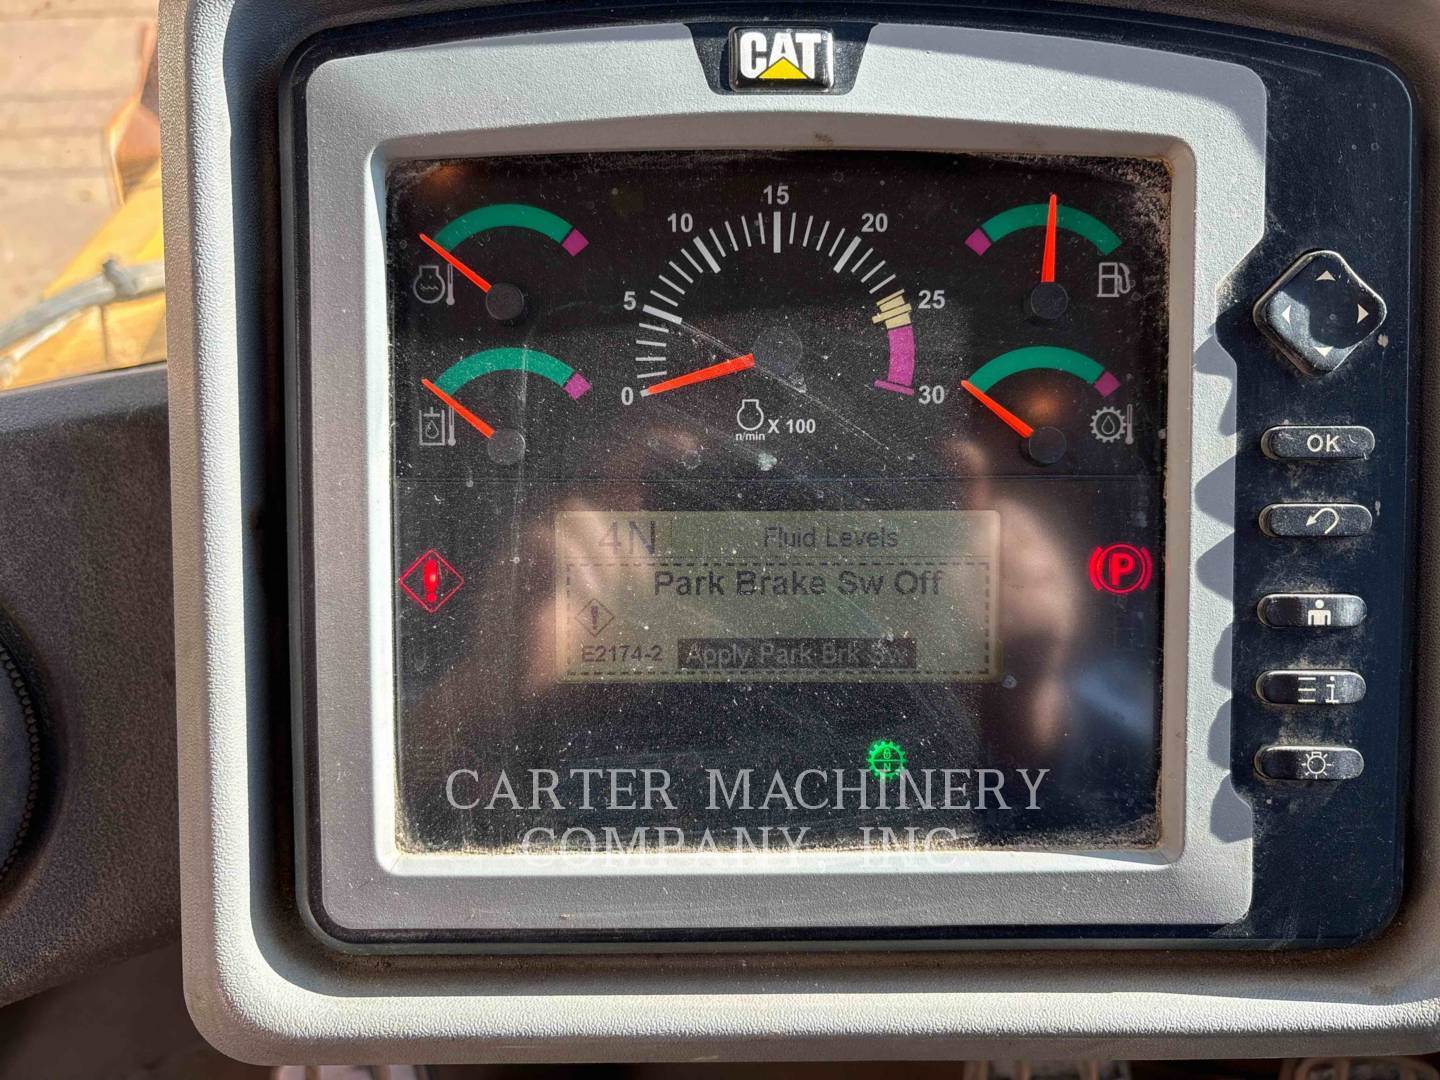 CAT
15
10
20
5
25
0
30
n/min X 100
4N Fluid Levels
Park Brake Sw Off
E2174-2 Apply Park Brk Sw
P
N
OK
i
CARTER MACHINERY
COMPANY, INC